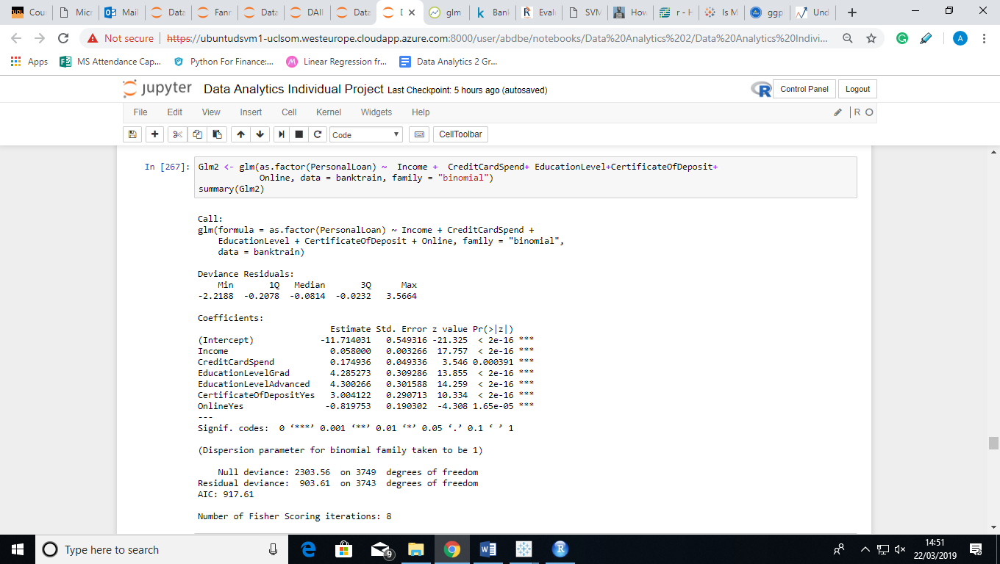 Cou
Micr
Mail
Data
Fanr
Data
DAII
Data
glm
Bank
Eval
SVM
How
r - H
Is M
ggp
Und
Not secure | https://ubuntudsvm1-uclsom.westeurope.cloudapp.azure.com:8000/user/abdbe/notebooks/Data%20Analytics%202/Data%20Analytics%20Indivi...
A
Apps
MS Attendance Cap...
Python For Finance:...
Linear Regression fr...
Data Analytics 2 Gr...
jupyter Data Analytics Individual Project Last Checkpoint: 5 hours ago (autosaved)
R Control Panel Logout
File Edit View Insert Cell Kernel Widgets Help
R
Code
CellToolbar
In [267]: Glm2 <- glm(as.factor(PersonalLoan) ~ Income + CreditCardSpend+ EducationLevel+CertificateOfDeposit+
Online, data = banktrain, family = "binomial")
summary(Glm2)
Call:
glm(formula = as.factor(PersonalLoan) ~ Income + CreditCardSpend +
EducationLevel + CertificateOfDeposit + Online, family = "binomial",
data = banktrain)
Deviance Residuals:
Min 1Q Median 3Q Max
-2.2188 -0.2078 -0.0814 -0.0232 3.5664
Coefficients:
Estimate Std. Error z value Pr(>|z|)
(Intercept) -11.714031 0.549316 -21.325 < 2e-16 ***
Income 0.058000 0.003266 17.757 < 2e-16 ***
CreditCardSpend 0.174936 0.049336 3.546 0.000391 ***
EducationLevelGrad 4.285273 0.309286 13.855 < 2e-16 ***
EducationLevelAdvanced 4.300266 0.301588 14.259 < 2e-16 ***
CertificateOfDepositYes 3.004122 0.290713 10.334 < 2e-16 ***
OnlineYes -0.819753 0.190302 -4.308 1.65e-05 ***
---
Signif. codes: 0 ‘***’ 0.001 ‘**’ 0.01 ‘*’ 0.05 ‘.’ 0.1 ‘ ’ 1
(Dispersion parameter for binomial family taken to be 1)
Null deviance: 2303.56 on 3749 degrees of freedom
Residual deviance: 903.61 on 3743 degrees of freedom
AIC: 917.61
Number of Fisher Scoring iterations: 8
Type here to search
9
14:51
22/03/2019